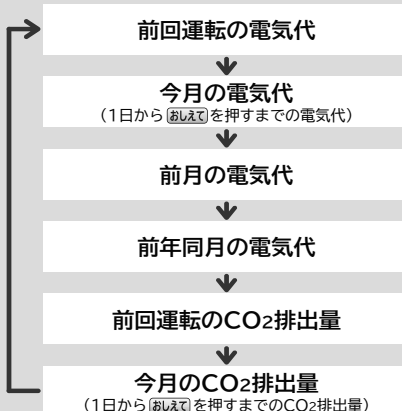 前回運転の電気代
今月の電気代
（1日からおしえてを押すまでの電気代）
前月の電気代
前年同月の電気代
前回運転のCO2排出量
今月のCO2排出量
（1日からおしえてを押すまでのCO2排出量）